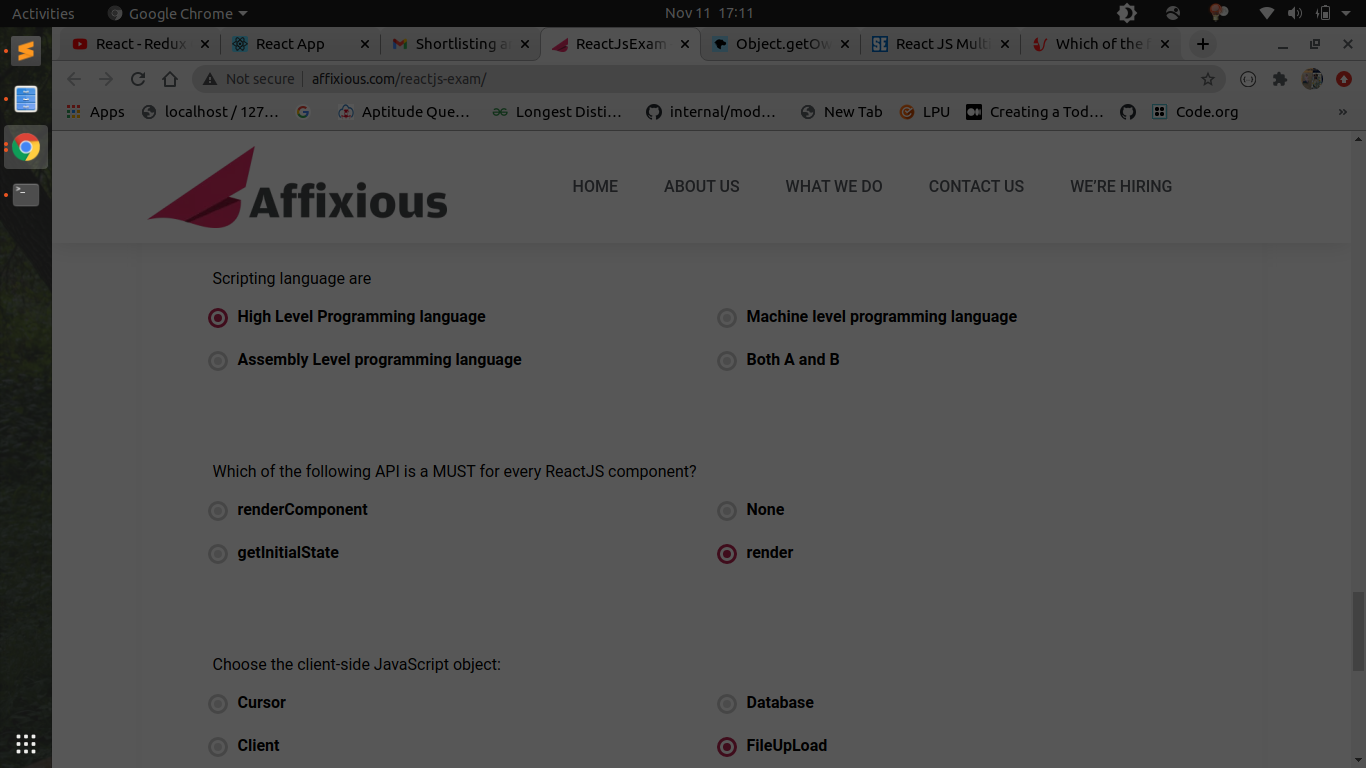 Activities Google Chrome Nov 11 17:11
React - Redux React App Shortlisting a ReactJsExam Object.getOw React JS Mult Which of the
Not secure affixious.com/reactjs-exam/
Apps localhost / 127... Aptitude Que... Longest Disti... internal/mod... New Tab LPU Creating a Tod... Code.org »
Affixious HOME ABOUT US WHAT WE DO CONTACT US WE'RE HIRING
Scripting language are
High Level Programming language Machine level programming language
Assembly Level programming language Both A and B
Which of the following API is a MUST for every ReactJS component?
renderComponent None
getInitialState render
Choose the client-side JavaScript object:
Cursor Database
Client FileUpLoad